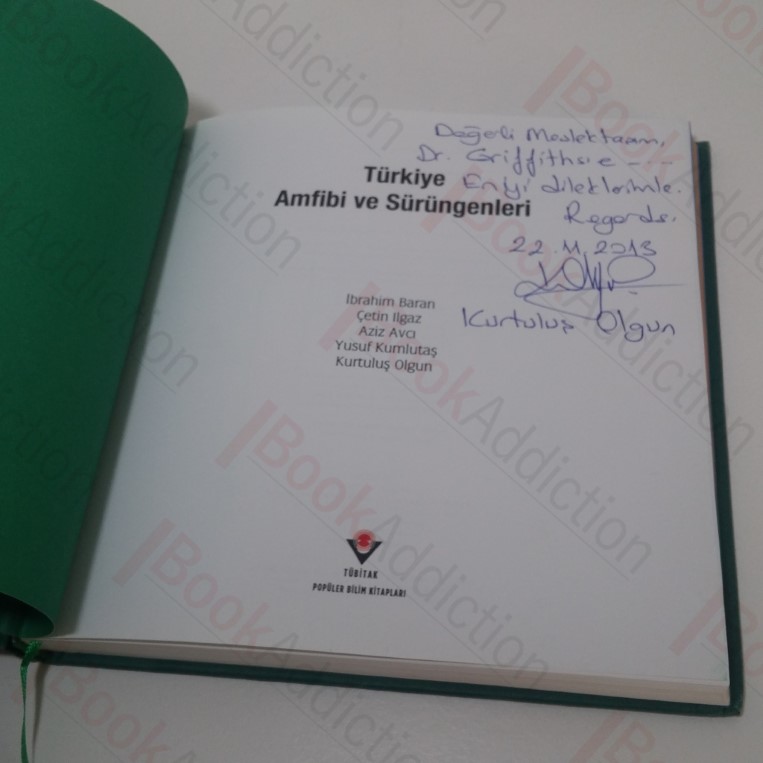 Değerli Meslektaşım,
Dr. Griffiths'e ----
En iyi dileklerimle.
Regards.
22.XI.2013
Kurtuluş Olgun
Türkiye
Amfibi ve Sürüngenleri
İbrahim Baran
Çetin Ilgaz
Aziz Avcı
Yusuf Kumlutaş
Kurtuluş Olgun
TÜBİTAK
POPÜLER BİLİM KİTAPLARI
BookAddiction